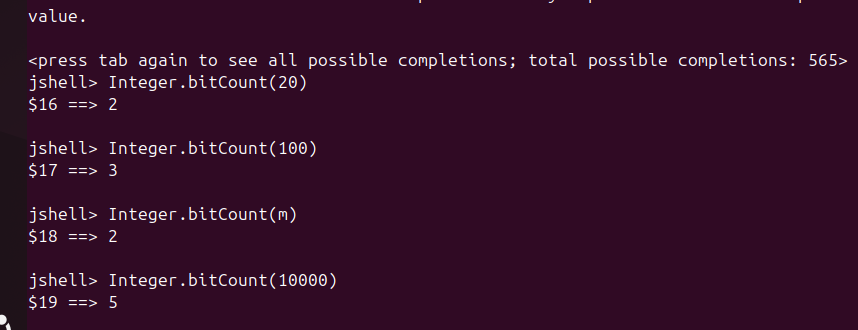 value.
<press tab again to see all possible completions; total possible completions: 565>
jshell> Integer.bitCount(20)
$16 ==> 2
jshell> Integer.bitCount(100)
$17 ==> 3
jshell> Integer.bitCount(m)
$18 ==> 2
jshell> Integer.bitCount(10000)
$19 ==> 5